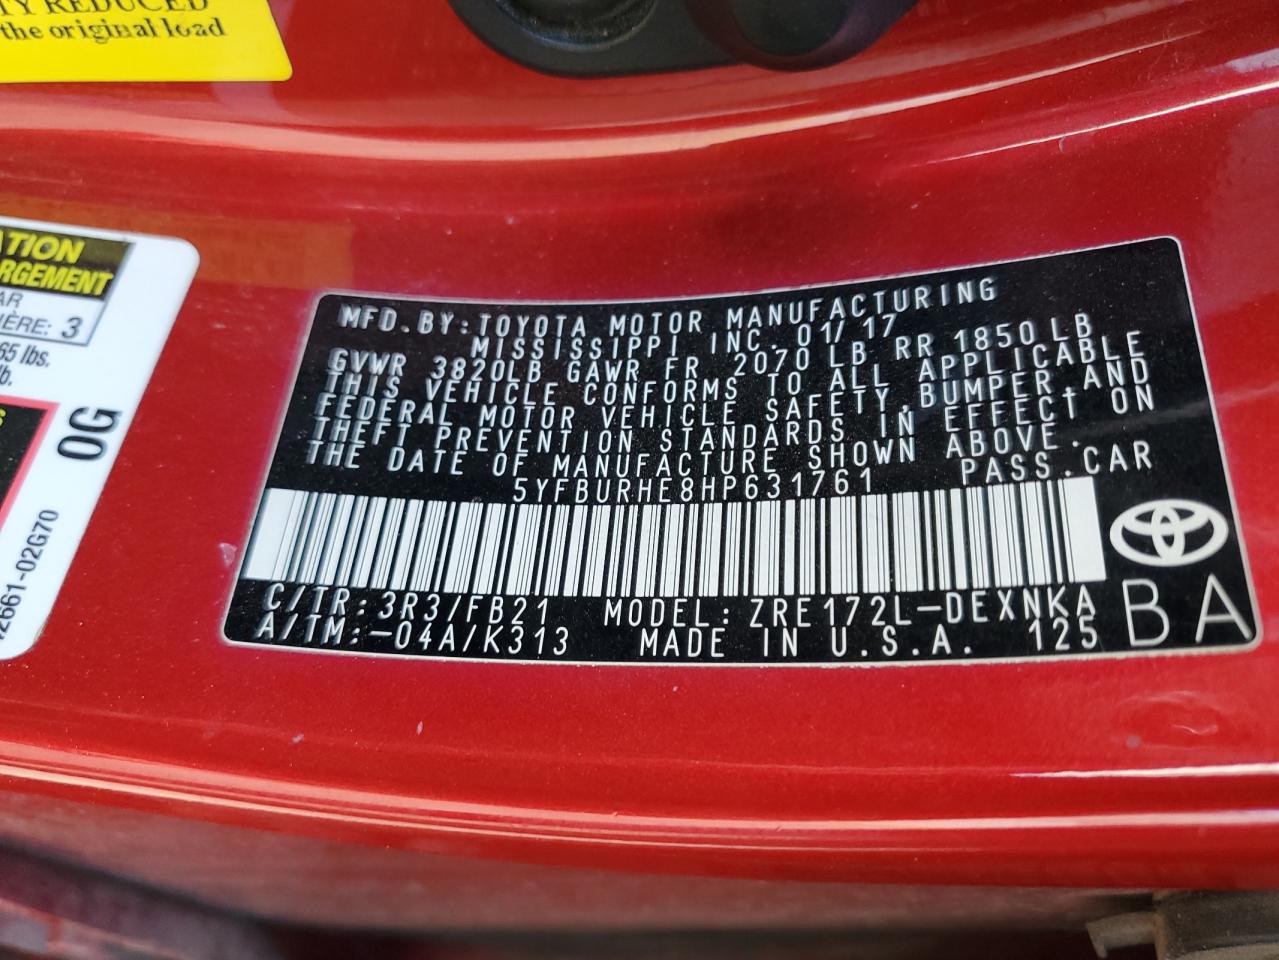 REDUCED
the original load
ATION
RGEMENT
AR
IÈRE: 3
65 lbs.
lb.
0G
2661-02G70
MFD.BY:TOYOTA MOTOR MANUFACTURING
MISSISSIPPI INC. 01/17
GVWR 3820LB GAWR FR 2070 LB RR 1850 LB
THIS VEHICLE CONFORMS TO ALL APPLICABLE
FEDERAL MOTOR VEHICLE SAFETY,BUMPER,AND
THEFT PREVENTION STANDARDS IN EFFECT ON
THE DATE OF MANUFACTURE SHOWN ABOVE.
5YFBURHE8HP631761 PASS.CAR
C/TR:3R3/FB21 MODEL:ZRE172L-DEXNKA
A/TM:-04A/K313 MADE IN U.S.A. 125
BA